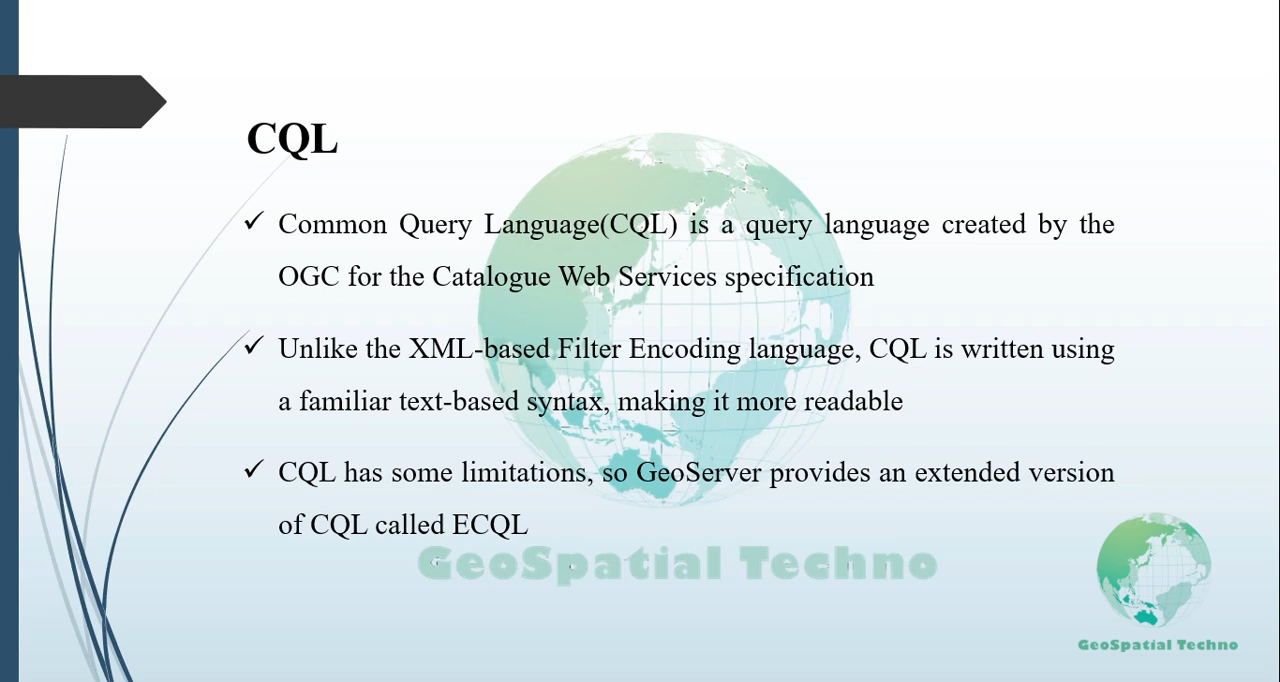 CQL
✓ Common Query Language(CQL) is a query language created by the
OGC for the Catalogue Web Services specification
✓ Unlike the XML-based Filter Encoding language, CQL is written using
a familiar text-based syntax, making it more readable
✓ CQL has some limitations, so GeoServer provides an extended version
of CQL called ECQL
GeoSpatial Techno
GeoSpatial Techno